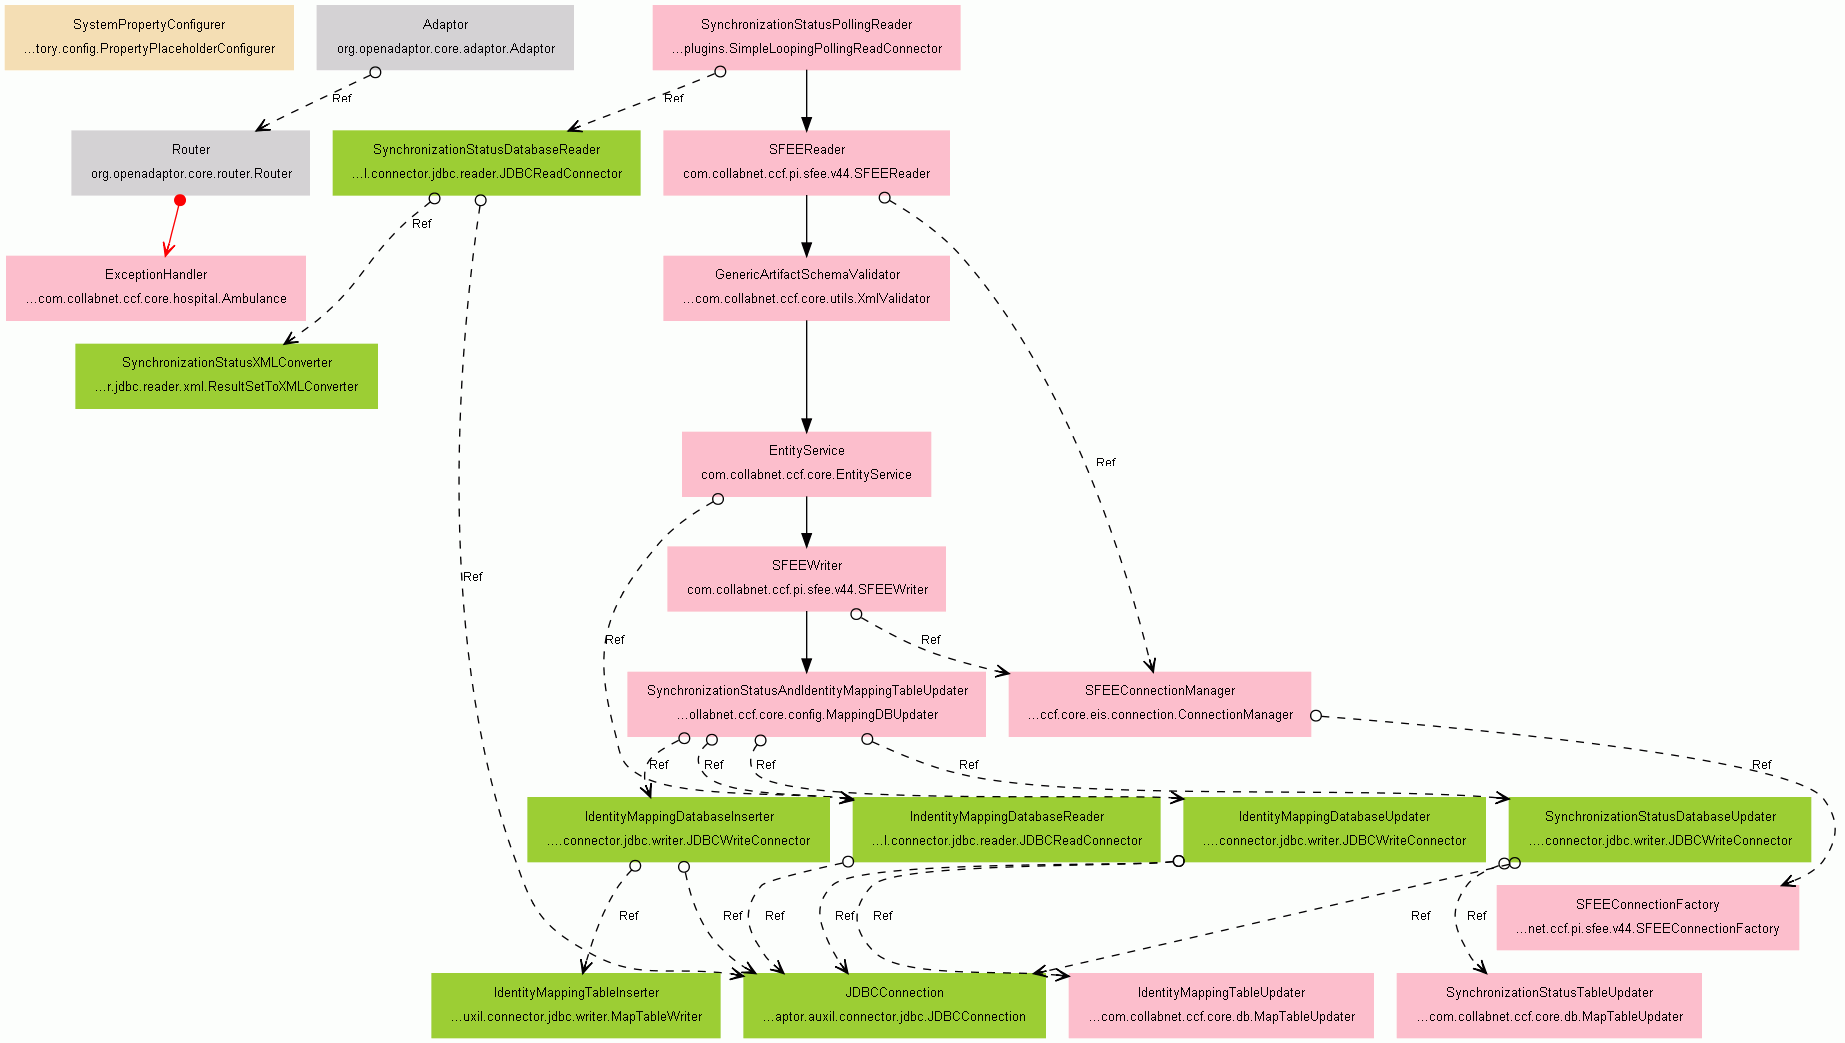 SystemPropertyConfigurer
...tory.config.PropertyPlaceholderConfigurer
Adaptor
org.openadaptor.core.adaptor.Adaptor
SynchronizationStatusPollingReader
...plugins.SimpleLoopingPollingReadConnector
Ref
Ref
Router
org.openadaptor.core.router.Router
SynchronizationStatusDatabaseReader
...l.connector.jdbc.reader.JDBCReadConnector
SFEEReader
com.collabnet.ccf.pi.sfee.v44.SFEEReader
Ref
ExceptionHandler
...com.collabnet.ccf.core.hospital.Ambulance
GenericArtifactSchemaValidator
...com.collabnet.ccf.core.utils.XmlValidator
SynchronizationStatusXMLConverter
...r.jdbc.reader.xml.ResultSetToXMLConverter
EntityService
com.collabnet.ccf.core.EntityService
Ref
SFEEWriter
com.collabnet.ccf.pi.sfee.v44.SFEEWriter
Ref
Ref
Ref
SynchronizationStatusAndIdentityMappingTableUpdater
...ollabnet.ccf.core.config.MappingDBUpdater
SFEEConnectionManager
...ccf.core.eis.connection.ConnectionManager
Ref
Ref
Ref
Ref
Ref
IdentityMappingDatabaseInserter
....connector.jdbc.writer.JDBCWriteConnector
IndentityMappingDatabaseReader
...l.connector.jdbc.reader.JDBCReadConnector
IdentityMappingDatabaseUpdater
....connector.jdbc.writer.JDBCWriteConnector
SynchronizationStatusDatabaseUpdater
....connector.jdbc.writer.JDBCWriteConnector
Ref
Ref
Ref
Ref
Ref
Ref
Ref
SFEEConnectionFactory
...net.ccf.pi.sfee.v44.SFEEConnectionFactory
IdentityMappingTableInserter
...uxil.connector.jdbc.writer.MapTableWriter
JDBCConnection
...aptor.auxil.connector.jdbc.JDBCConnection
IdentityMappingTableUpdater
...com.collabnet.ccf.core.db.MapTableUpdater
SynchronizationStatusTableUpdater
...com.collabnet.ccf.core.db.MapTableUpdater